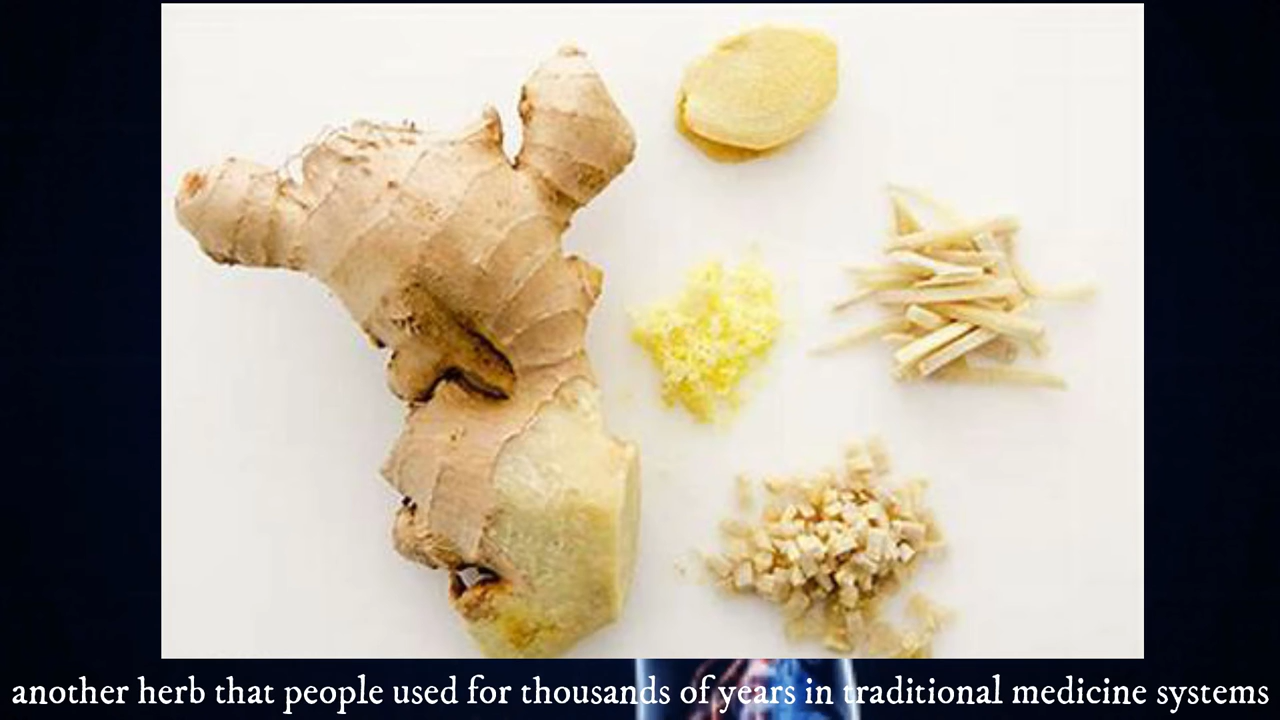 another herb that people used for thousands of years in traditional medicine systems